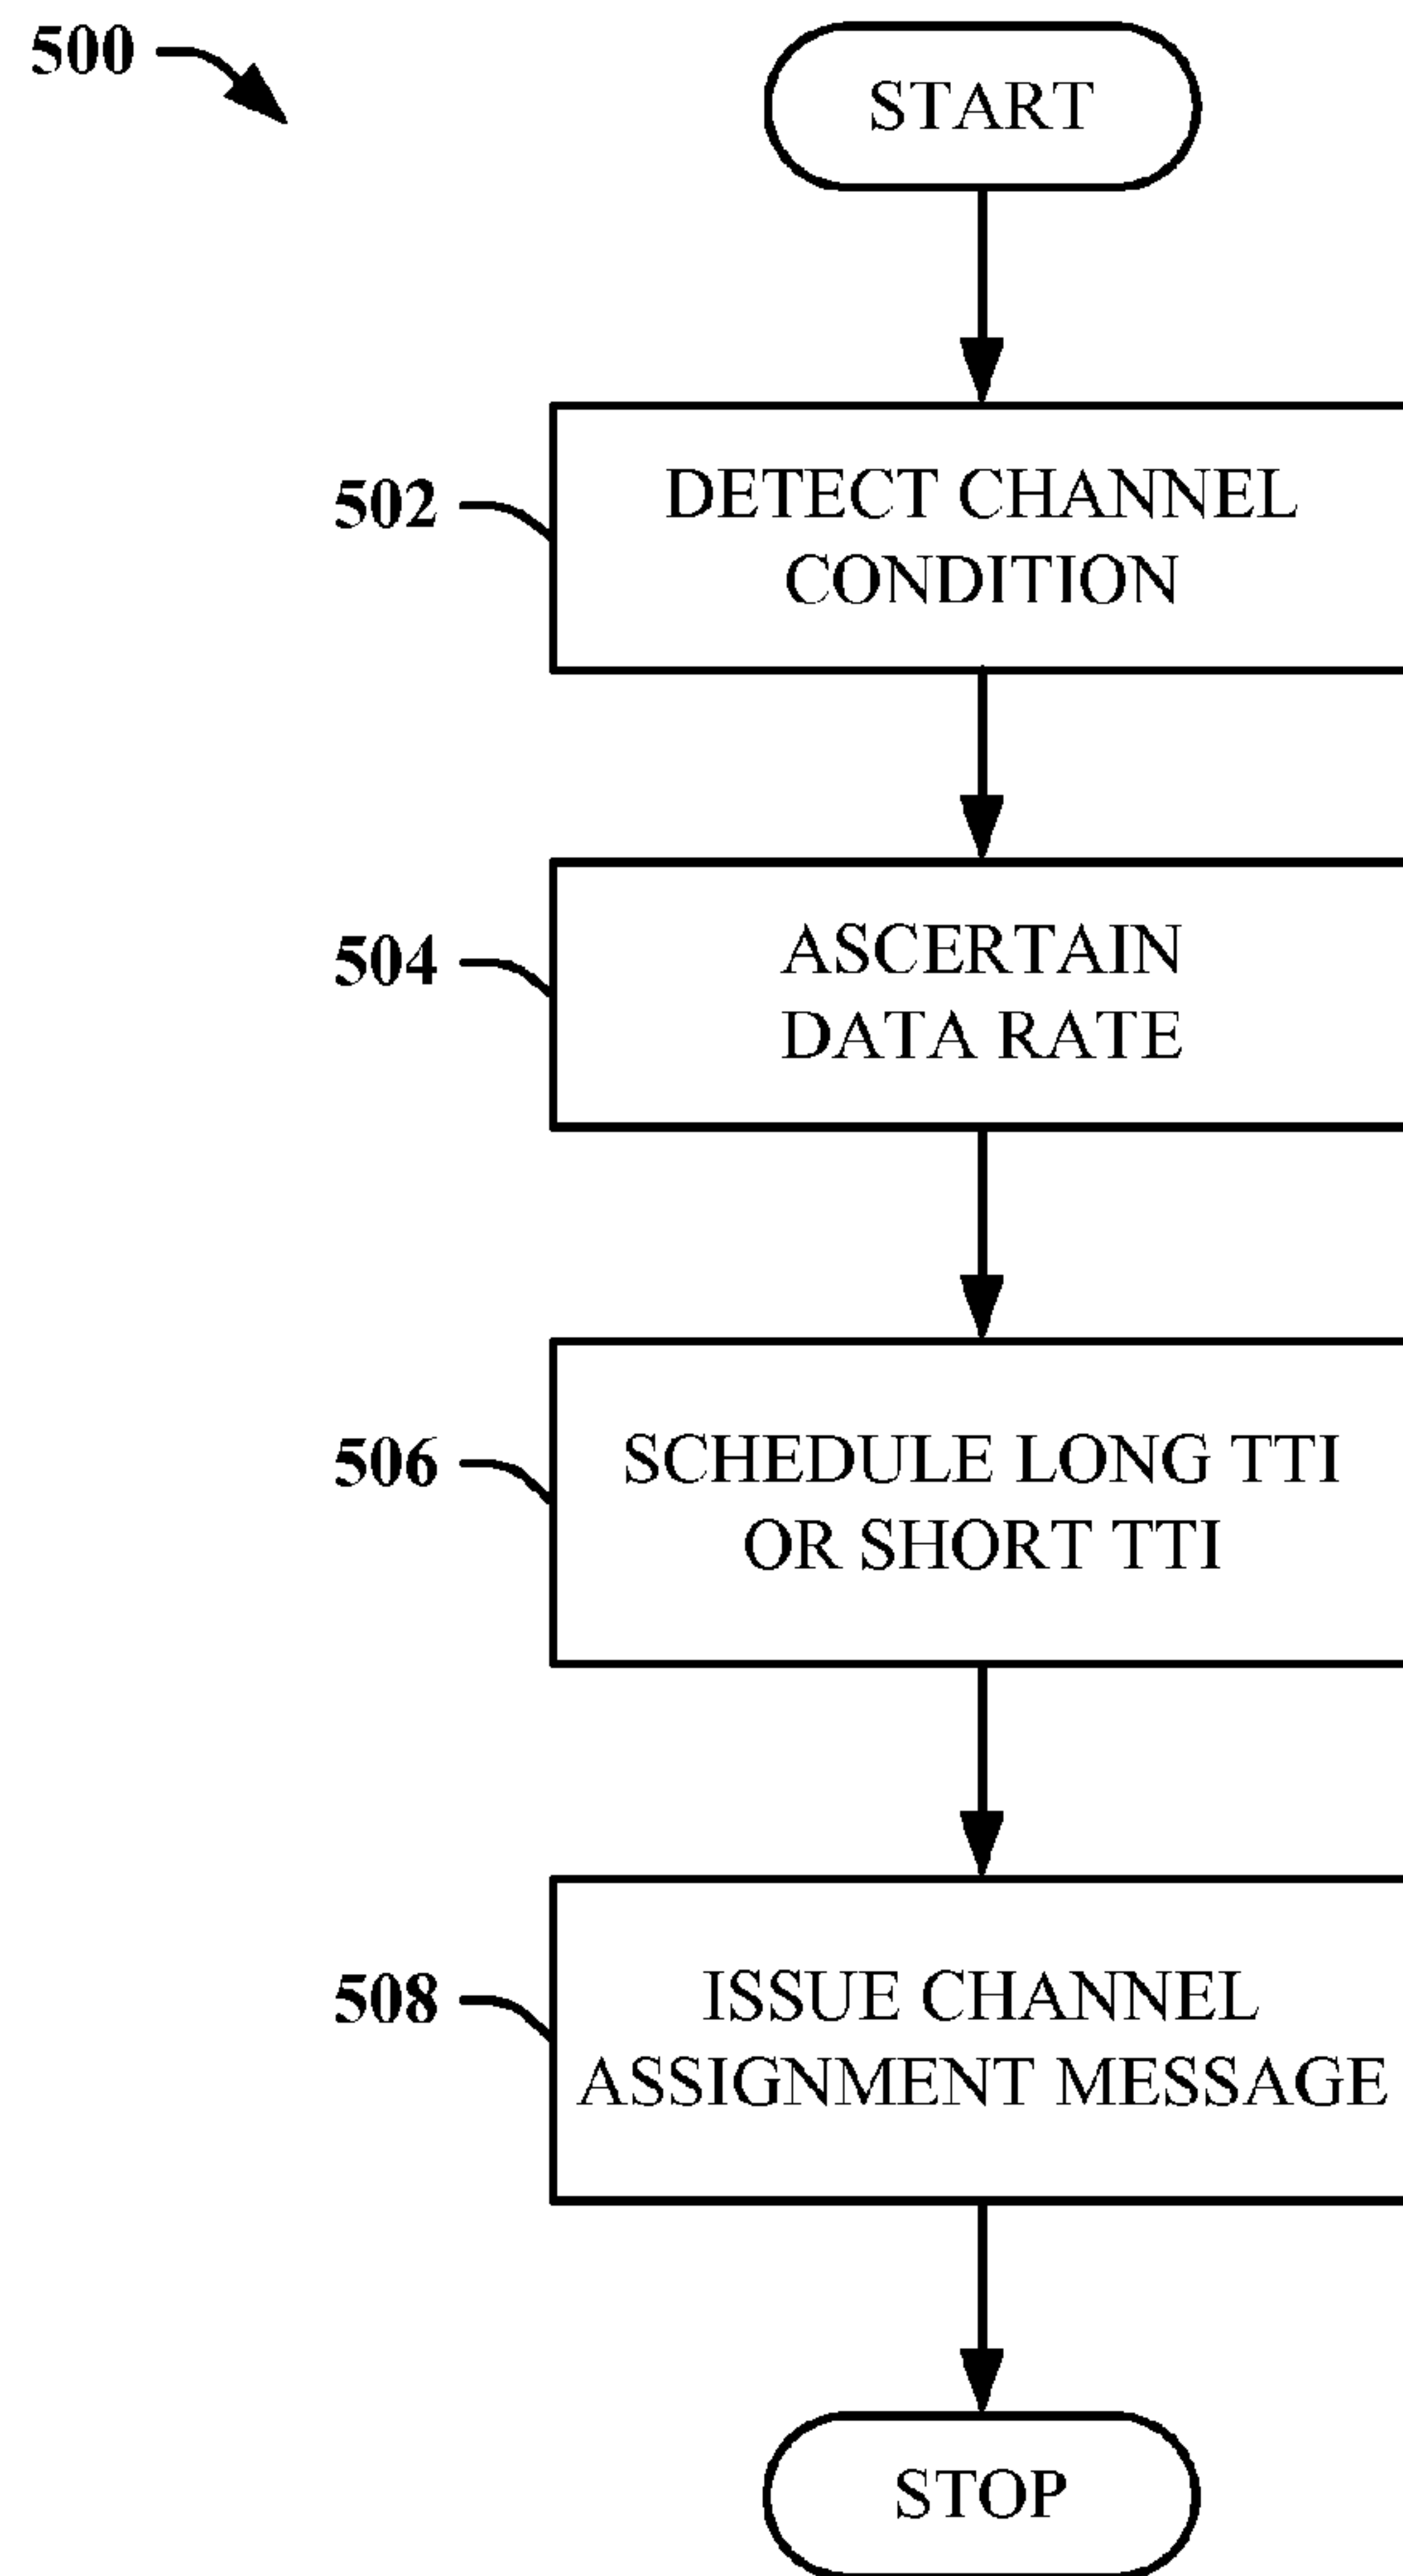 500
START
502
DETECT CHANNEL
CONDITION
504
ASCERTAIN
DATA RATE
506
SCHEDULE LONG TTI
OR SHORT TTI
508
ISSUE CHANNEL
ASSIGNMENT MESSAGE
STOP